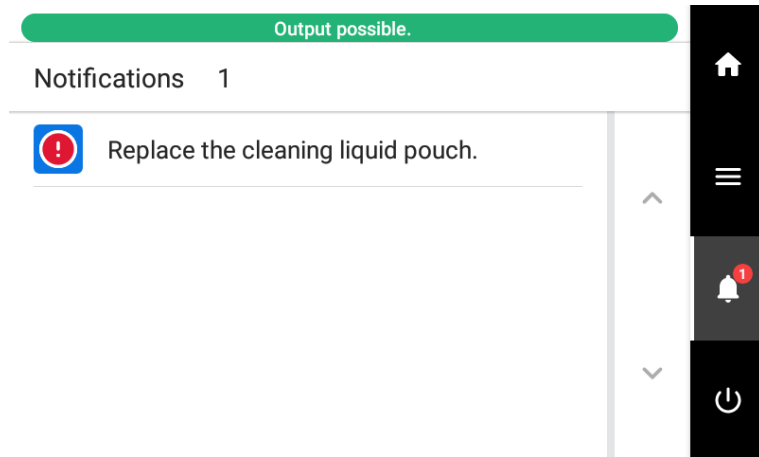 Output possible.
Notifications 1
Replace the cleaning liquid pouch.
1